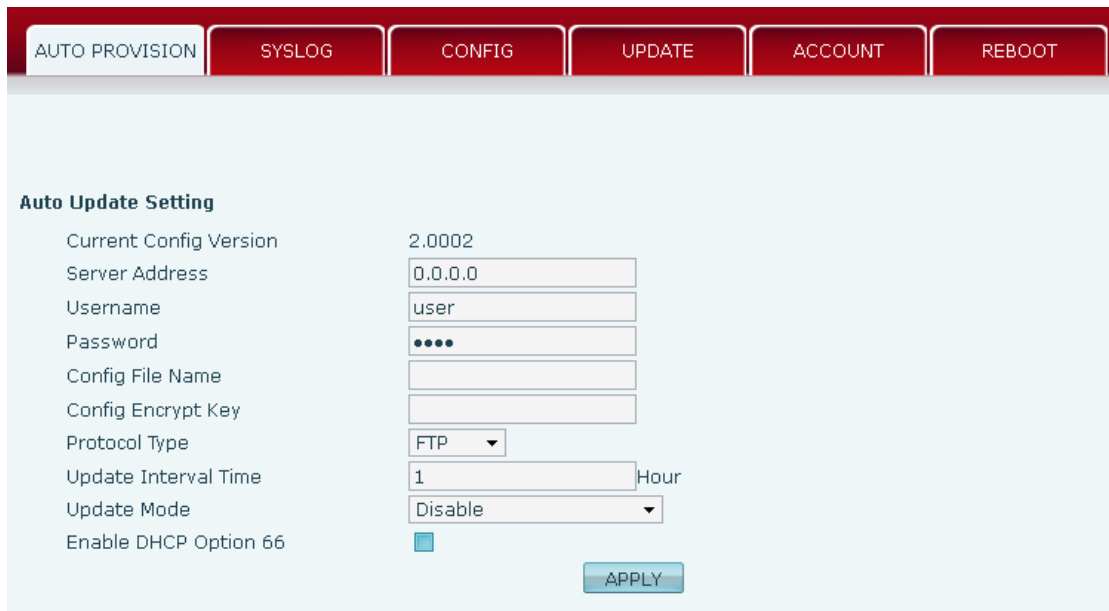 AUTO PROVISION SYSLOG CONFIG UPDATE ACCOUNT REBOOT
Auto Update Setting
Current Config Version 2.0002
Server Address 0.0.0.0
Username user
Password ••••
Config File Name
Config Encrypt Key
Protocol Type FTP
Update Interval Time 1 Hour
Update Mode Disable
Enable DHCP Option 66
APPLY